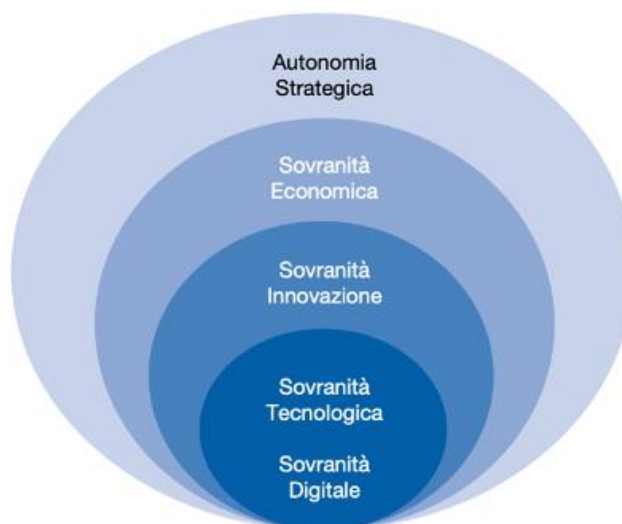 Autonomia
Strategica
Sovranità
Economica
Sovranità
Innovazione
Sovranità
Tecnologica
Sovranità
Digitale